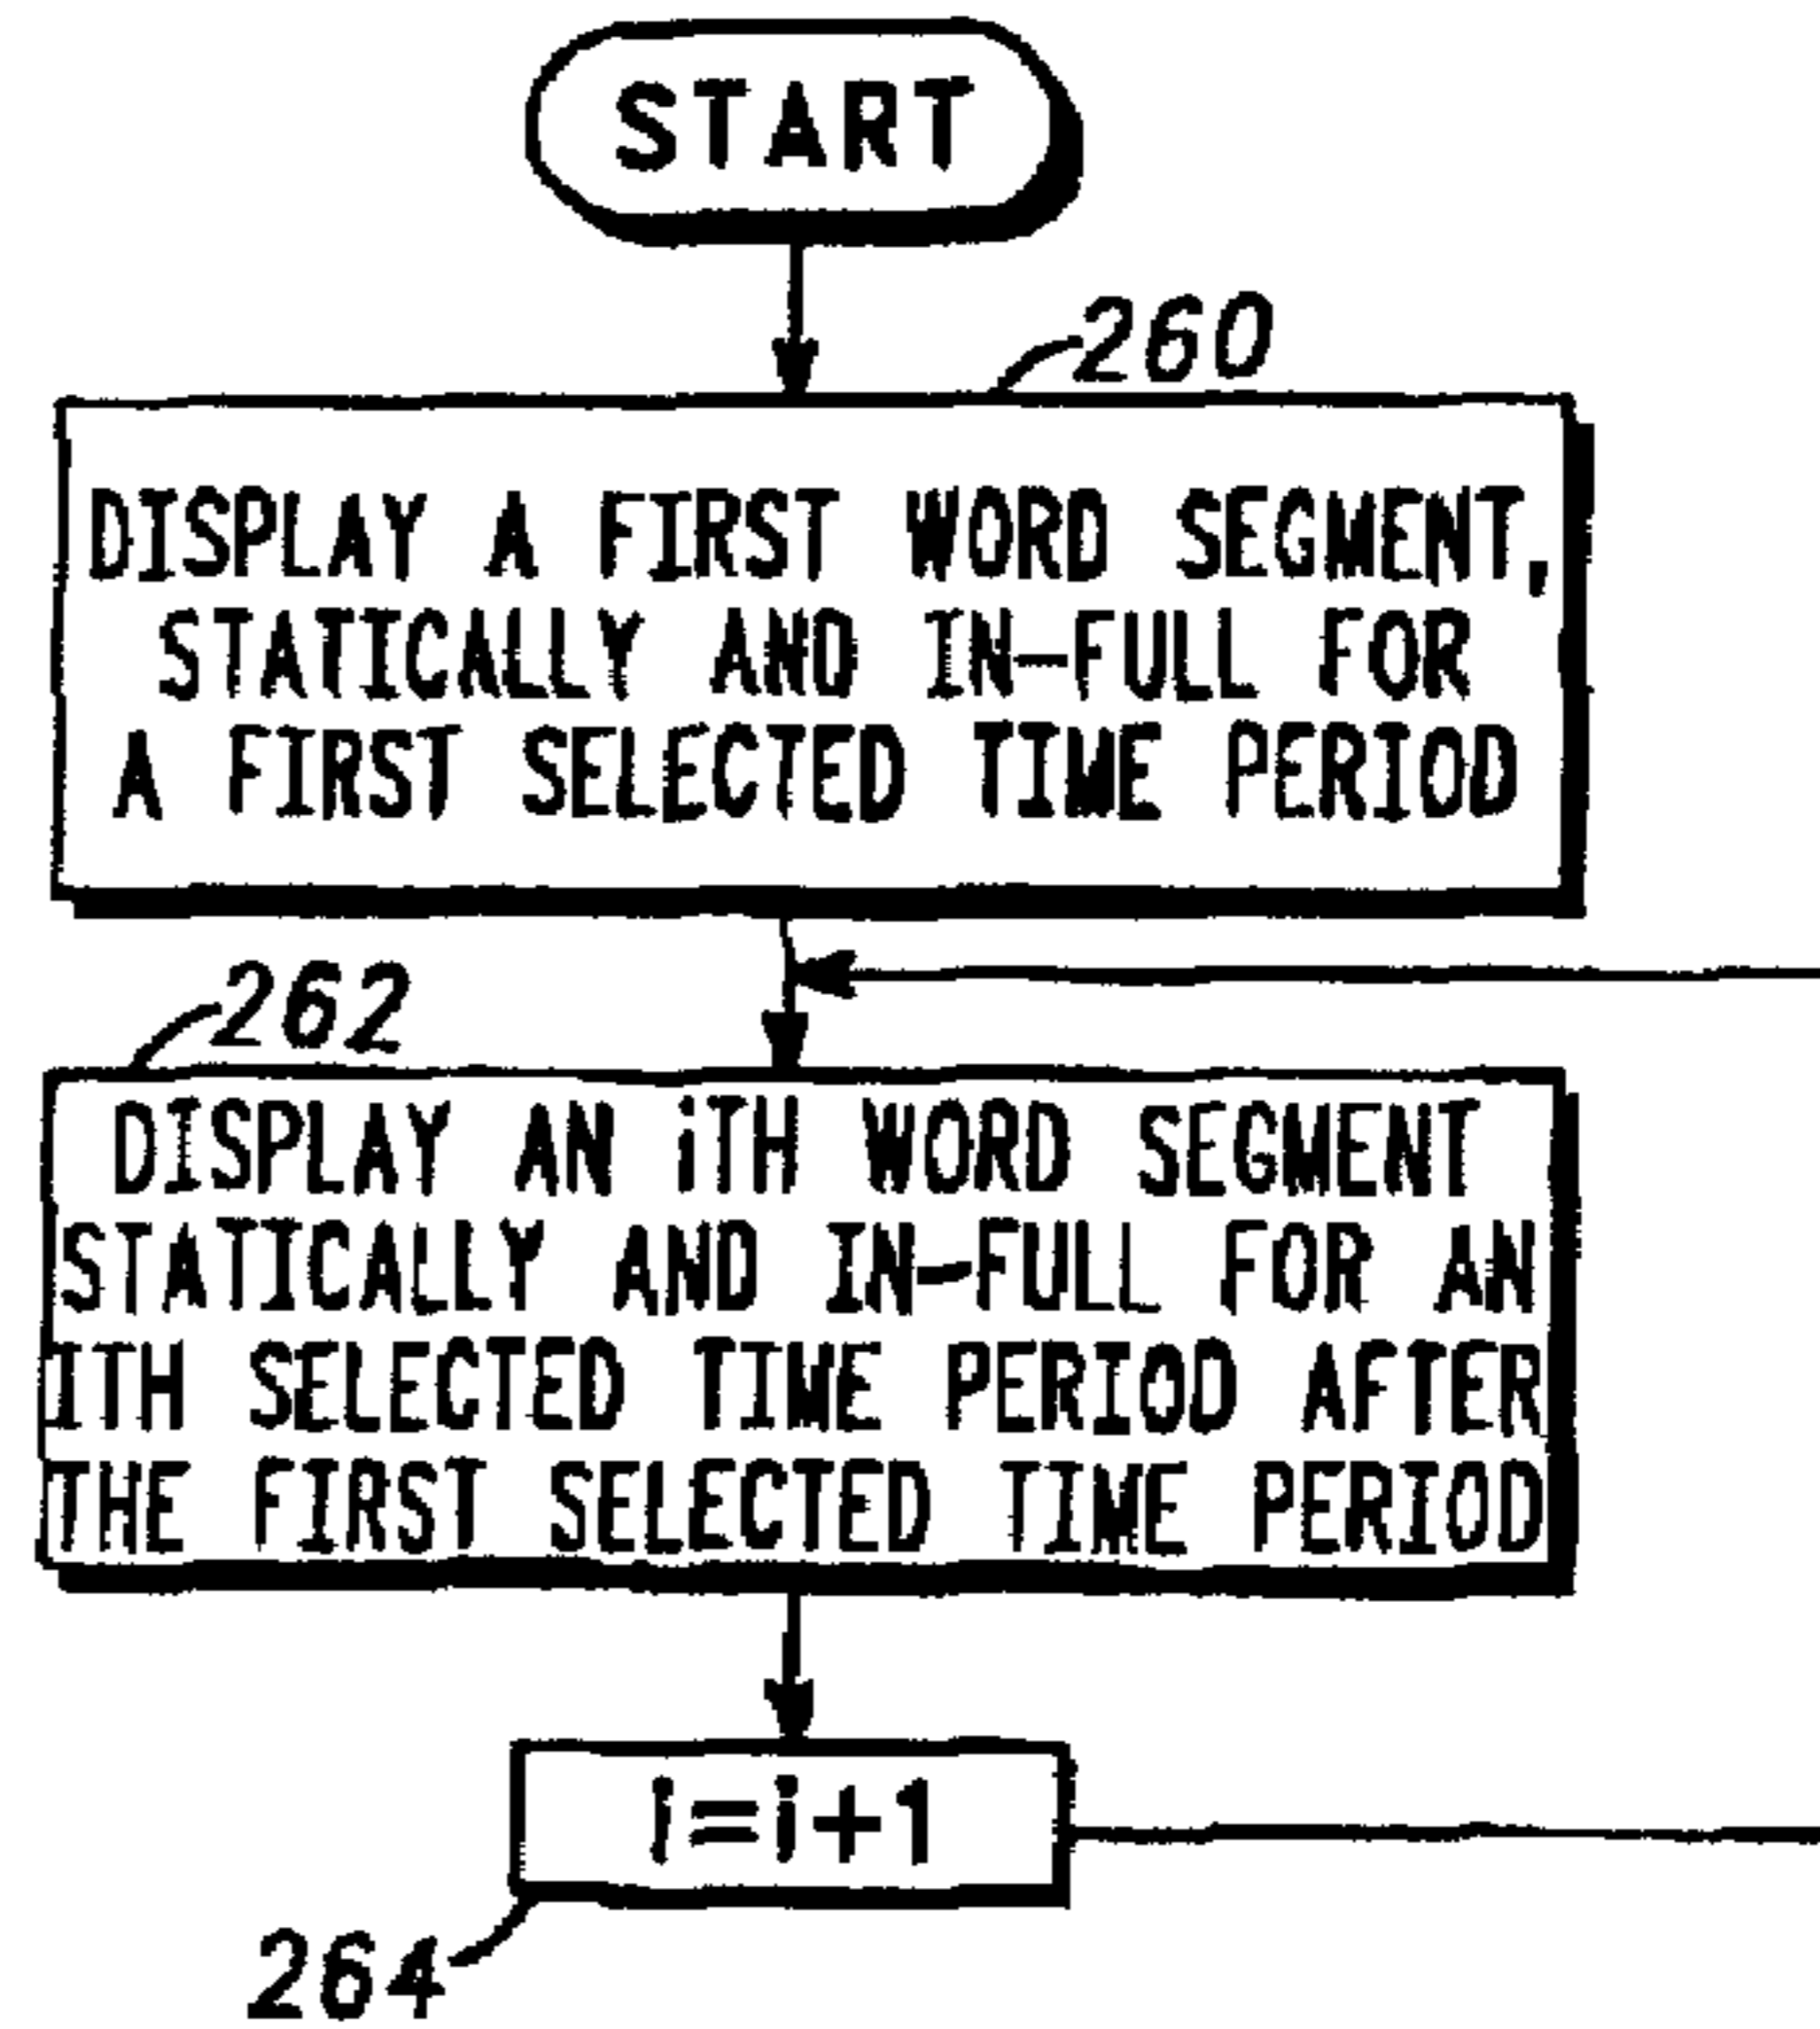 START
260
DISPLAY A FIRST WORD SEGMENT,
STATICALLY AND IN-FULL FOR
A FIRST SELECTED TIME PERIOD
262
DISPLAY AN iTH WORD SEGMENT
STATICALLY AND IN-FULL FOR AN
ITH SELECTED TIME PERIOD AFTER
THE FIRST SELECTED TIME PERIOD
i=i+1
264